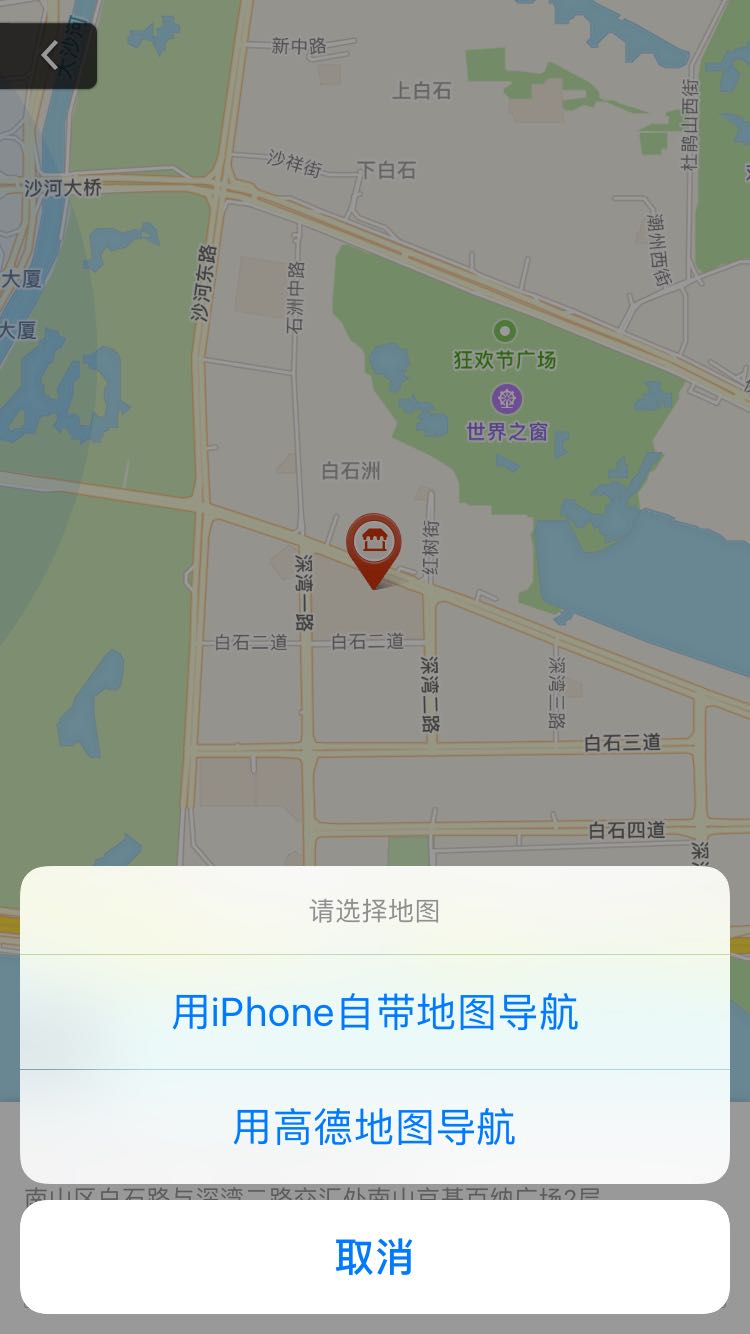 大沙河
新中路
上白石
杜鹃山西街
沙祥街
下白石
沙河大桥
潮州西街
沙河东路
石洲中路
大厦
大厦
狂欢节广场
世界之窗
白石洲
红树街
深湾一路
白石二道
白石二道
深湾二路
深湾三路
白石三道
白石四道
深
请选择地图
用iPhone自带地图导航
用高德地图导航
南山区白石路与深湾二路交汇处南山京基百纳广场2层
取消